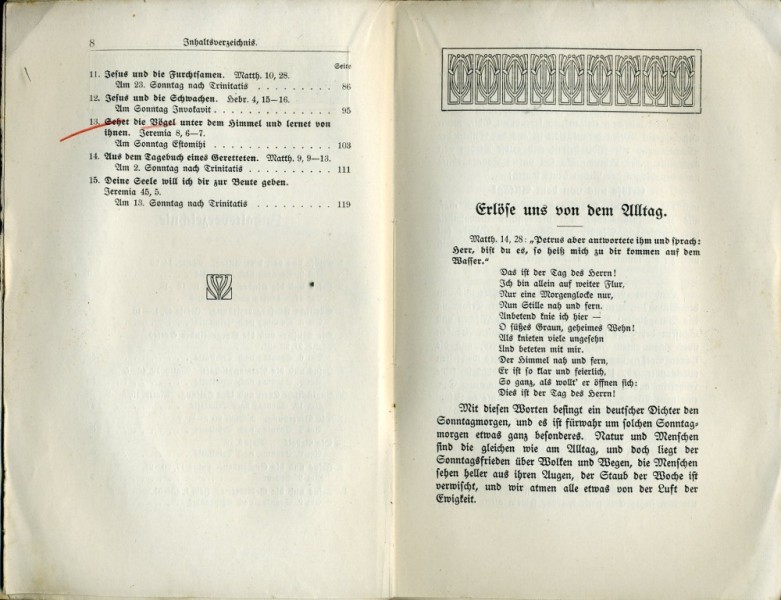 8 Inhaltsverzeichnis.
Seite
11. Jesus und die Furchtsamen. Matth. 10, 28.
Am 23. Sonntag nach Trinitatis . . . . . . . . . . 86
12. Jesus und die Schwachen. Hebr. 4, 15–16.
Am Sonntag Invokavit . . . . . . . . . . . . . . 95
13. Sehet die Vögel unter dem Himmel und lernet von
ihnen. Jeremia 8, 6–7.
Am Sonntag Estomihi . . . . . . . . . . . . . . 103
14. Aus dem Tagebuch eines Geretteten. Matth. 9, 9–13.
Am 2. Sonntag nach Trinitatis . . . . . . . . . . 111
15. Deine Seele will ich dir zur Beute geben.
Jeremia 45, 5.
Am 13. Sonntag nach Trinitatis . . . . . . . . . . 119
Erlöse uns von dem Alltag.
Matth. 14, 28: „Petrus aber antwortete ihm und sprach:
Herr, bist du es, so heiß mich zu dir kommen auf dem
Wasser.“
Das ist der Tag des Herrn!
Ich bin allein auf weiter Flur,
Nur eine Morgenglocke nur,
Nun Stille nah und fern.
Anbetend knie ich hier —
O süßes Graun, geheimes Wehn!
Als knieten viele ungesehn
Und beteten mit mir.
Der Himmel nah und fern,
Er ist so klar und feierlich,
So ganz, als wollt' er öffnen sich:
Dies ist der Tag des Herrn!
Mit diesen Worten besingt ein deutscher Dichter den
Sonntagmorgen, und es ist fürwahr um solchen Sonntag-
morgen etwas ganz besonderes. Natur und Menschen
sind die gleichen wie am Alltag, und doch liegt der
Sonntagsfrieden über Wolken und Wegen, die Menschen
sehen heller aus ihren Augen, der Staub der Woche ist
verwischt, und wir atmen alle etwas von der Luft der
Ewigkeit.